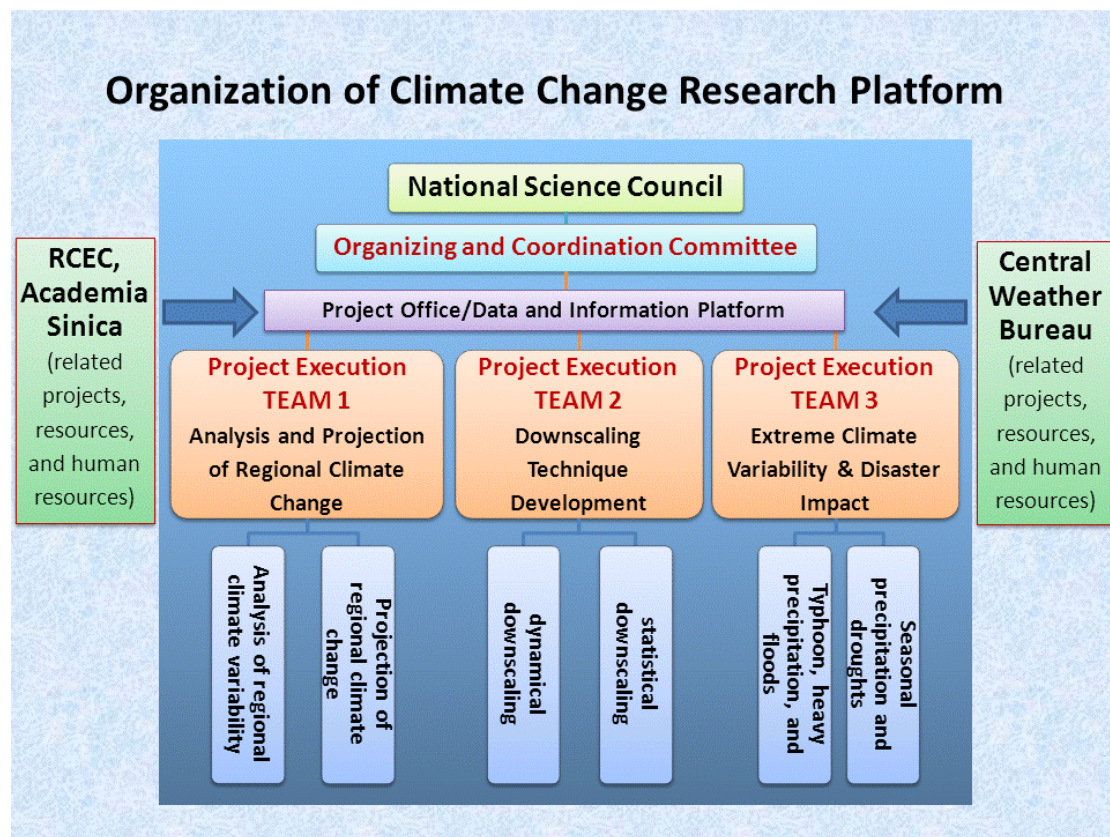 Organization of Climate Change Research Platform
National Science Council
Organizing and Coordination Committee
Project Office/Data and Information Platform
RCEC,
Academia
Sinica
(related
projects,
resources,
and human
resources)
Central
Weather
Bureau
(related
projects,
resources,
and human
resources)
Project Execution
TEAM 1
Analysis and Projection
of Regional Climate
Change
Project Execution
TEAM 2
Downscaling
Technique
Development
Project Execution
TEAM 3
Extreme Climate
Variability & Disaster
Impact
Analysis of regional
climate variability
Projection of
regional climate
change
dynamical
downscaling
statistical
downscaling
Typhoon, heavy
precipitation, and
floods
Seasonal
precipitation and
droughts